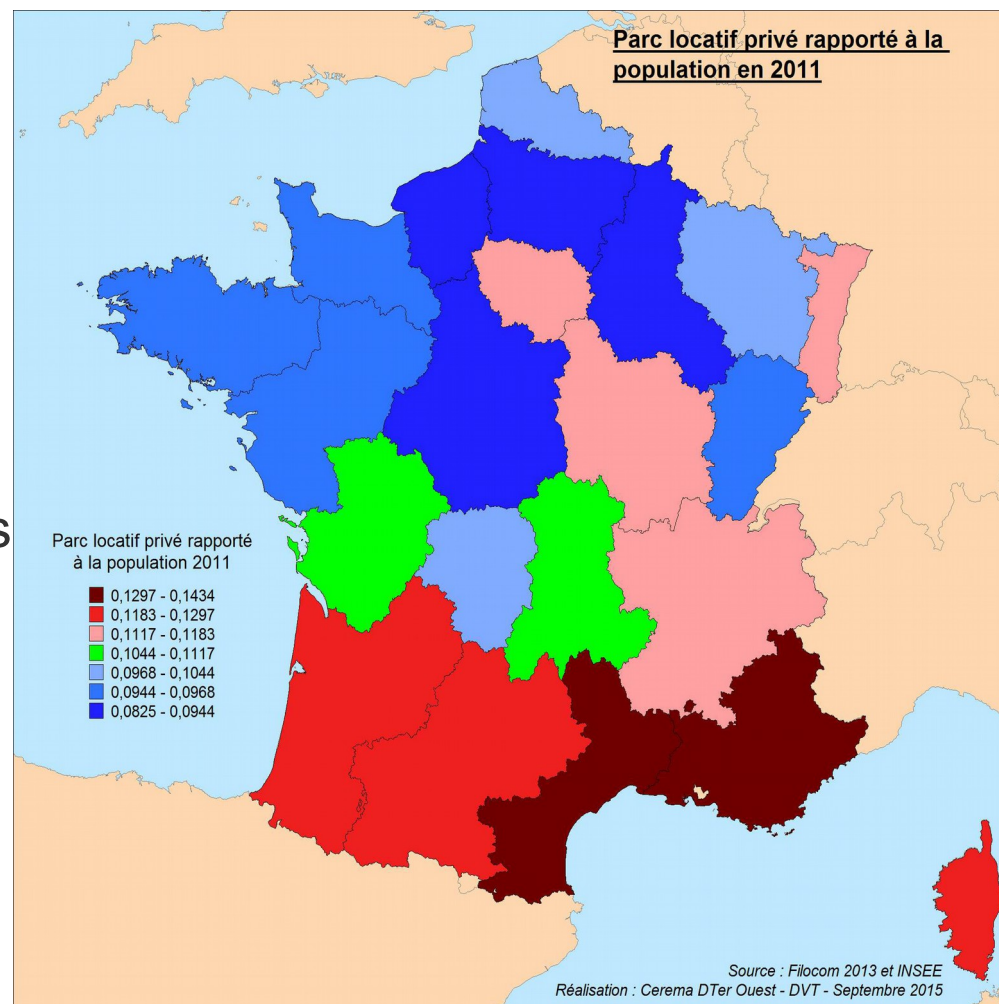 Parc locatif privé rapporté à la
population en 2011
s
Parc locatif privé rapporté
à la population 2011
0,1297 - 0,1434
0,1183 - 0,1297
0,1117 - 0,1183
0,1044 - 0,1117
0,0968 - 0,1044
0,0944 - 0,0968
0,0825 - 0,0944
Source : Filocom 2013 et INSEE
Réalisation : Cerema DTer Ouest - DVT - Septembre 2015